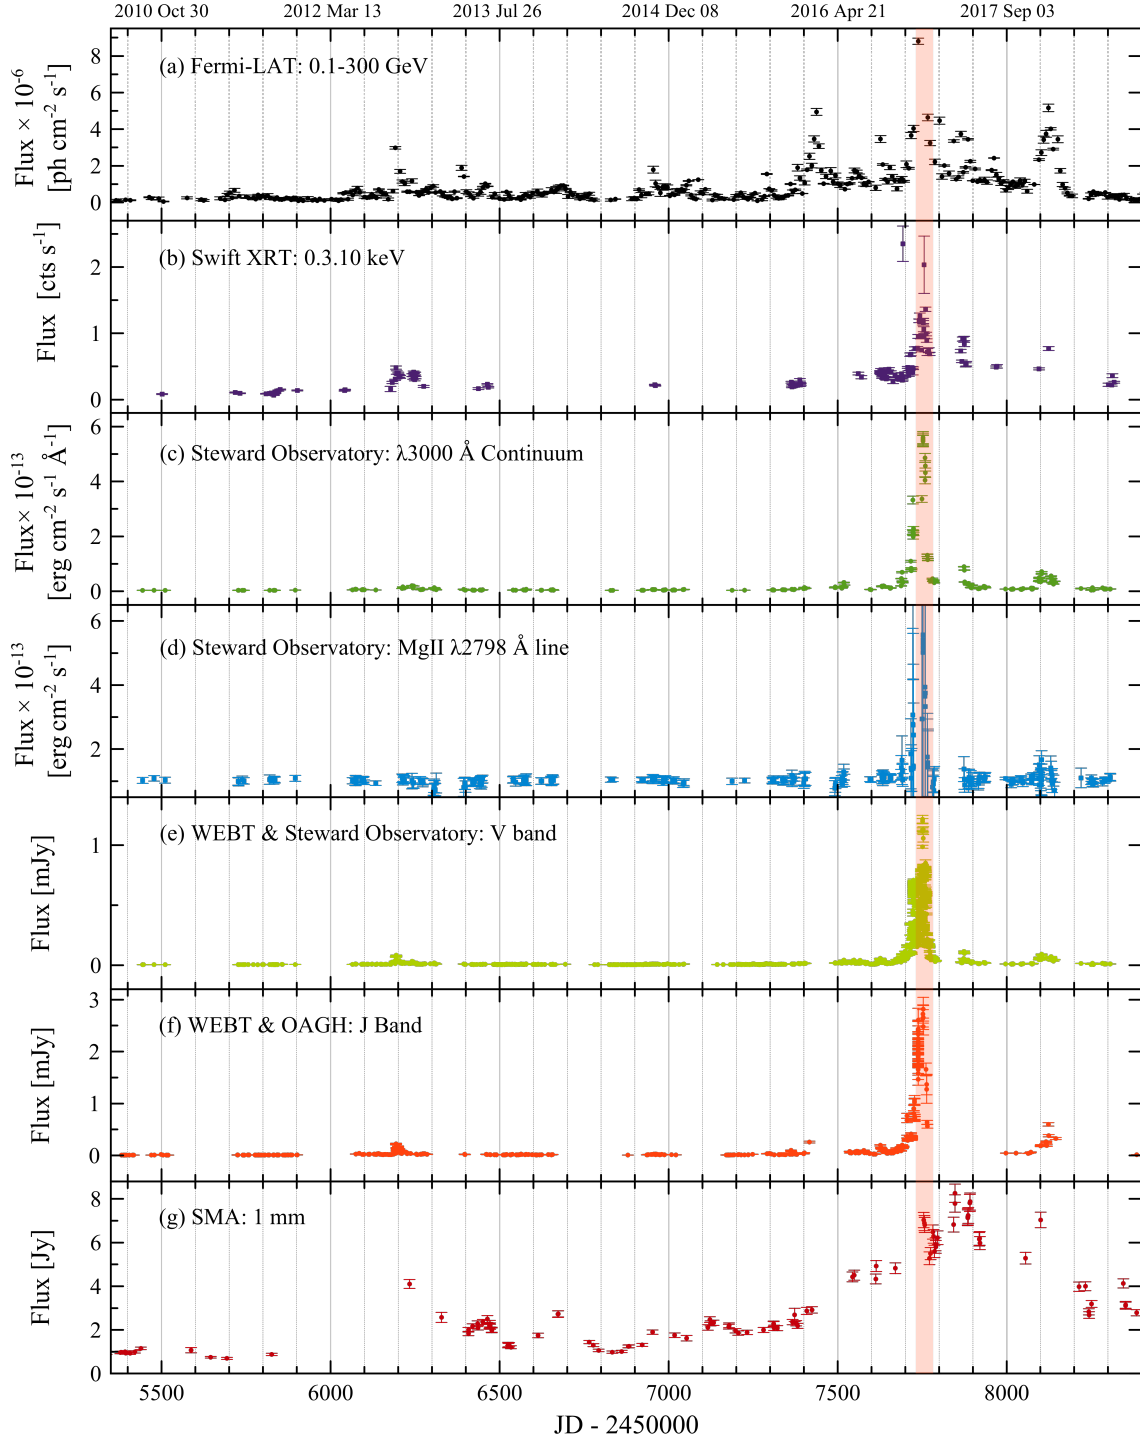 2010 Oct 30 2012 Mar 13 2013 Jul 26 2014 Dec 08 2016 Apr 21 2017 Sep 03
(a) Fermi-LAT: 0.1-300 GeV
Flux × 10-6
[ph cm-2 s-1]
8
6
4
2
0
(b) Swift XRT: 0.3.10 keV
Flux [cts s-1]
2
1
0
(c) Steward Observatory: λ3000 Å Continuum
Flux× 10-13
[erg cm-2 s-1 Å-1]
6
4
2
0
(d) Steward Observatory: MgII λ2798 Å line
Flux × 10-13
[erg cm-2 s-1]
6
4
2
(e) WEBT & Steward Observatory: V band
Flux [mJy]
1
0
(f) WEBT & OAGH: J Band
Flux [mJy]
3
2
1
0
(g) SMA: 1 mm
Flux [Jy]
8
6
4
2
0
5500 6000 6500 7000 7500 8000
JD - 2450000